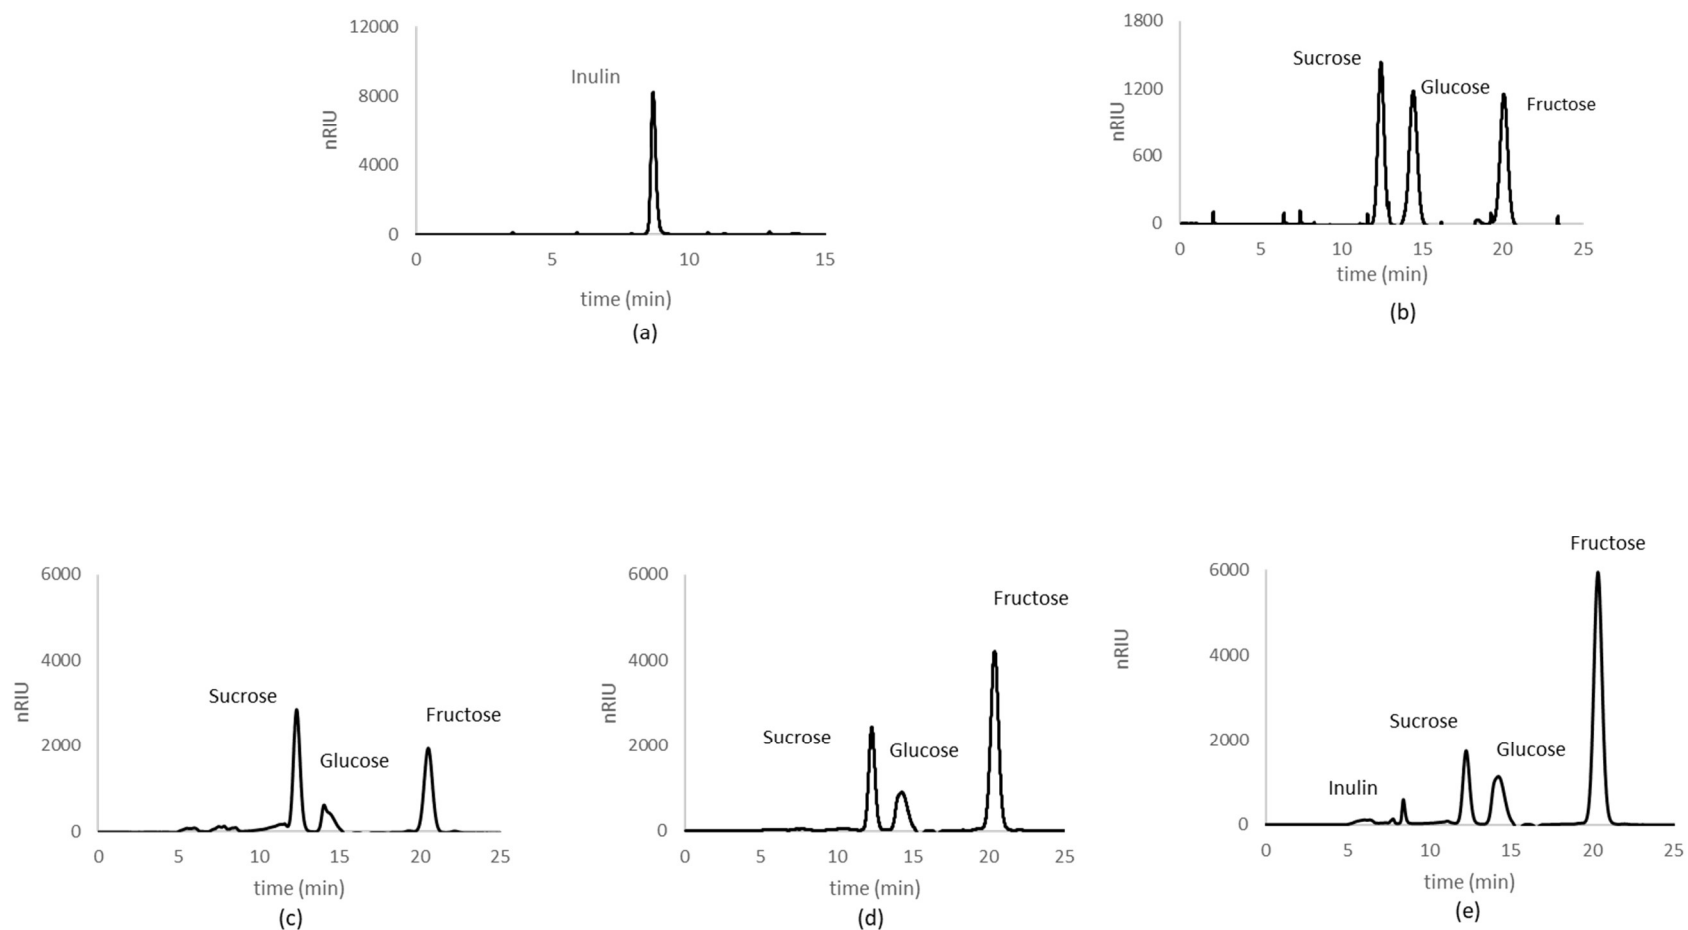 12000
8000
4000
0
nRIU
Inulin
0 5 10 15
time (min)
(a)
1800
1200
600
0
nRIU
Sucrose
Glucose
Fructose
0 5 10 15 20 25
time (min)
(b)
6000
4000
2000
0
nRIU
Sucrose
Fructose
Glucose
0 5 10 15 20 25
time (min)
(c)
6000
4000
2000
0
nRIU
Fructose
Sucrose
Glucose
0 5 10 15 20 25
time (min)
(d)
Fructose
6000
4000
2000
0
nRIU
Sucrose
Glucose
Inulin
0 5 10 15 20 25
time (min)
(e)